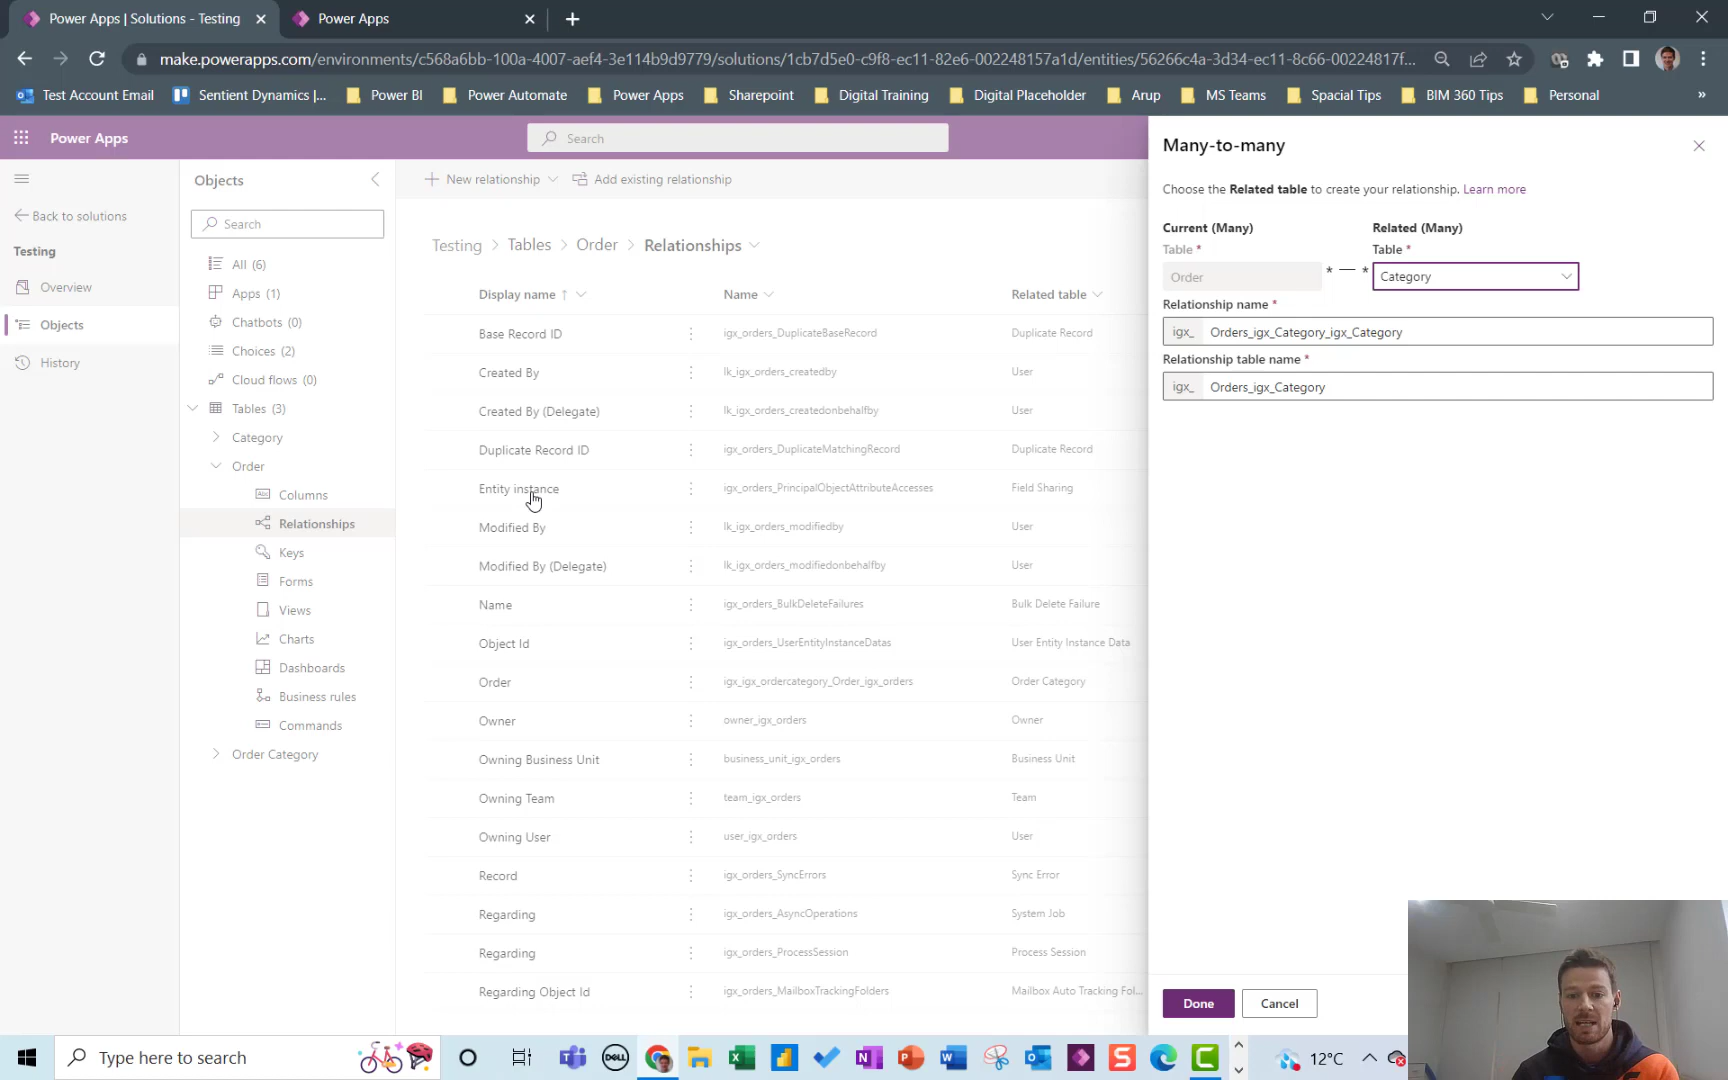 Power Apps | Solutions - Testing
Power Apps
make.powerapps.com/environments/c568a6bb-100a-4007-aef4-3e114b9d9779/solutions/1cb7d5e0-c9f8-ec11-82e6-002248157a1d/entities/56266c4a-3d34-ec11-8c66-00224817f...
Test Account Email
Sentient Dynamics |...
Power BI
Power Automate
Power Apps
Sharepoint
Digital Training
Digital Placeholder
Arup
MS Teams
Spacial Tips
BIM 360 Tips
Personal
»
Power Apps
Search
Back to solutions
Testing
Overview
Objects
History
Objects
Search
All (6)
Apps (1)
Chatbots (0)
Choices (2)
Cloud flows (0)
Tables (3)
Category
Order
Columns
Relationships
Keys
Forms
Views
Charts
Dashboards
Business rules
Commands
Order Category
New relationship
Add existing relationship
Testing > Tables > Order > Relationships
Display name ↑ Name Related table
Base Record ID igx_orders_DuplicateBaseRecord Duplicate Record
Created By lk_igx_orders_createdby User
Created By (Delegate) lk_igx_orders_createdonbehalfby User
Duplicate Record ID igx_orders_DuplicateMatchingRecord Duplicate Record
Entity instance igx_orders_PrincipalObjectAttributeAccesses Field Sharing
Modified By lk_igx_orders_modifiedby User
Modified By (Delegate) lk_igx_orders_modifiedonbehalfby User
Name igx_orders_BulkDeleteFailures Bulk Delete Failure
Object Id igx_orders_UserEntityInstanceDatas User Entity Instance Data
Order igx_igx_ordercategory_Order_igx_orders Order Category
Owner owner_igx_orders Owner
Owning Business Unit business_unit_igx_orders Business Unit
Owning Team team_igx_orders Team
Owning User user_igx_orders User
Record igx_orders_SyncErrors Sync Error
Regarding igx_orders_AsyncOperations System Job
Regarding igx_orders_ProcessSession Process Session
Regarding Object Id igx_orders_MailboxTrackingFolders Mailbox Auto Tracking Fol...
Many-to-many
Choose the Related table to create your relationship. Learn more
Current (Many) Related (Many)
Table * Table *
Order * — * Category
Relationship name *
igx_ Orders_igx_Category_igx_Category
Relationship table name *
igx_ Orders_igx_Category
Done Cancel
Type here to search
DELL
12°C